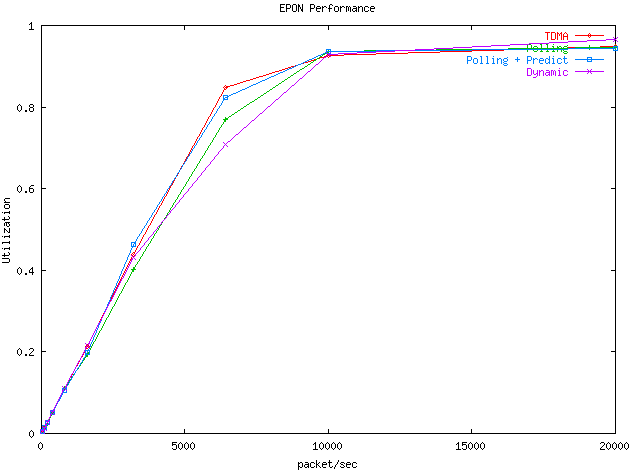 EPON Performance
1
TDMA
Polling
Polling + Predict
Dynamic
0.8
0.6
Utilization
0.4
0.2
0
0
5000
10000
15000
20000
packet/sec